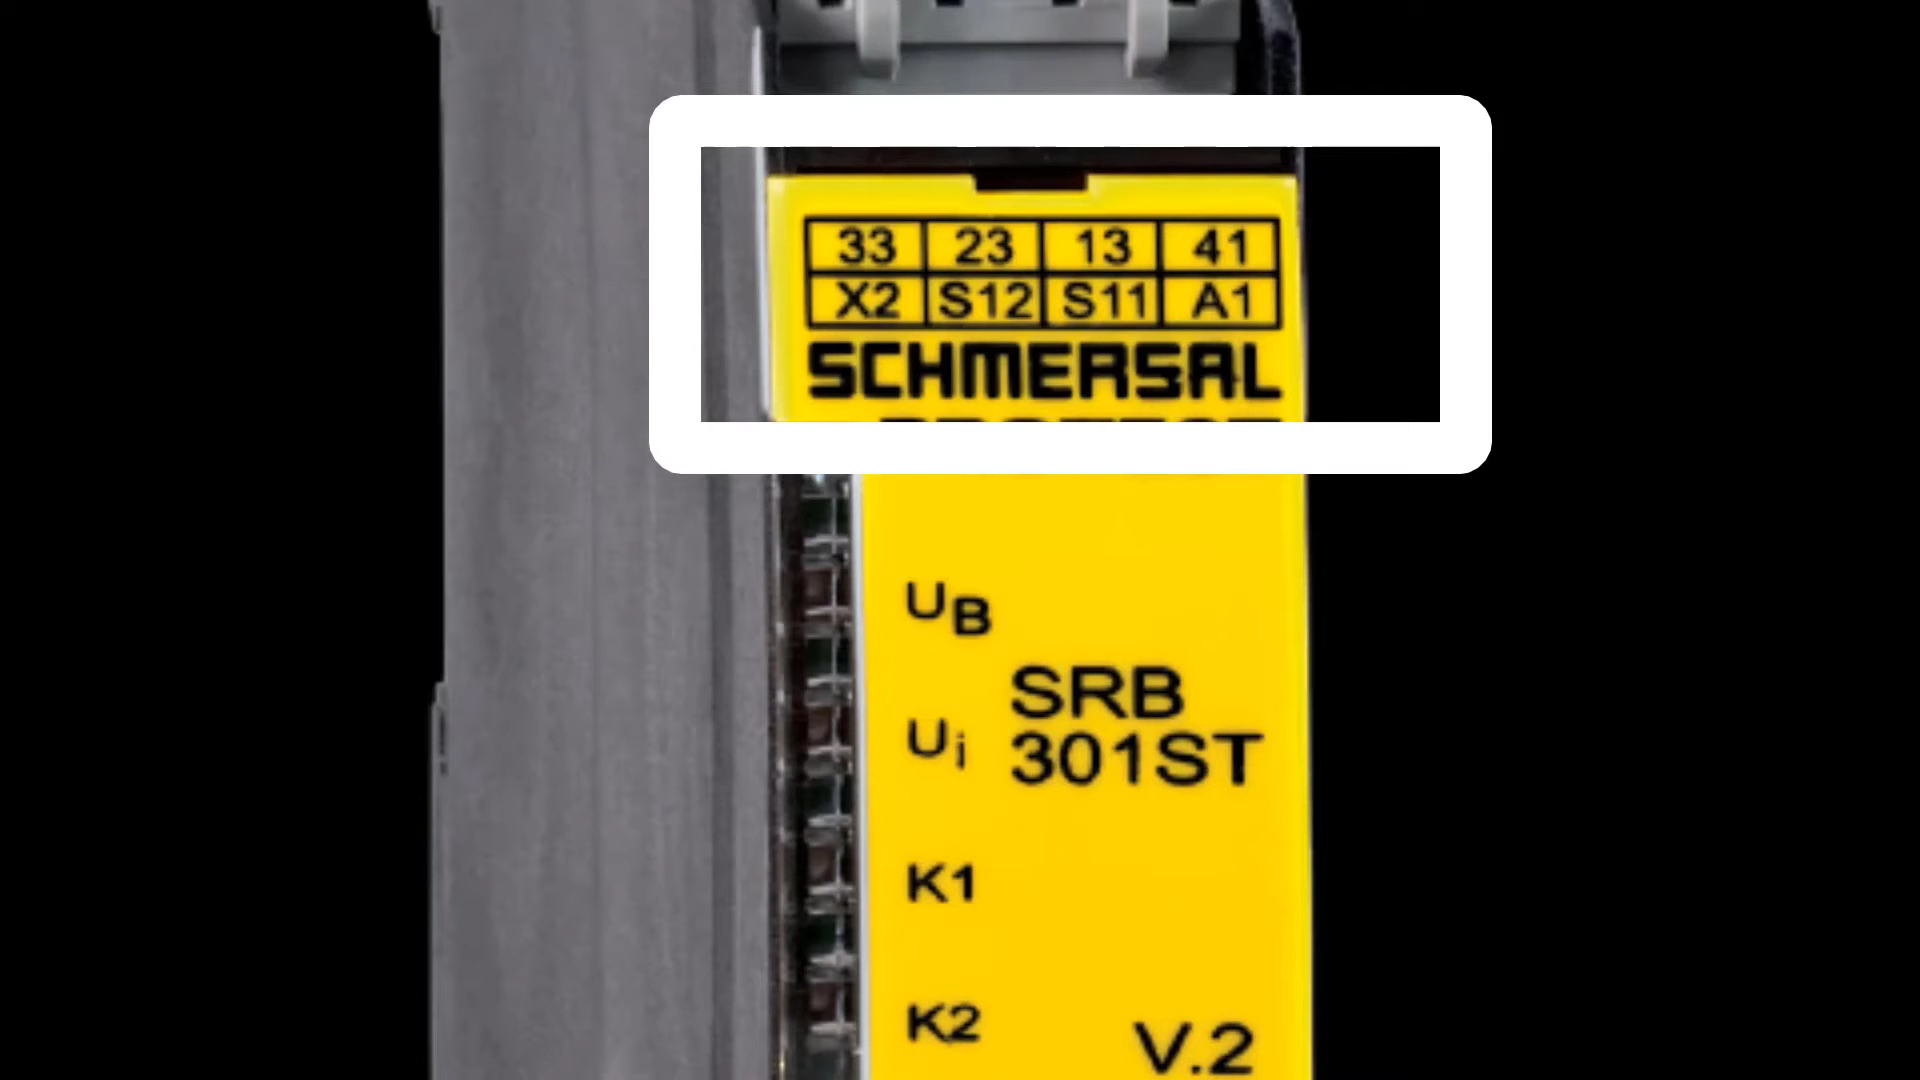 33 23 13 41
X2 S12 S11 A1
SCHMERSAL
UB
SRB
Ui 301ST
K1
K2
V.2